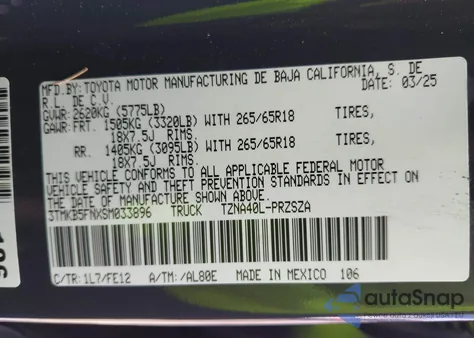 MFD.BY: TOYOTA MOTOR MANUFACTURING DE BAJA CALIFORNIA, S. DE
R.L. DE C.V. 03/25
GVWR: 2620KG (5775LB)
GAWR: FRT. 1505KG (3320LB) WITH 265/65R18 TIRES,
18X7.5J RIMS,
RR. 1405KG (3095LB) WITH 265/65R18 TIRES,
18X7.5J RIMS.
THIS VEHICLE CONFORMS TO ALL APPLICABLE FEDERAL MOTOR
VEHICLE SAFETY AND THEFT PREVENTION STANDARDS IN EFFECT ON
THE DATE OF MANUFACTURE SHOWN ABOVE.
3TMKB5FNXSM033896 TRUCK TZNA40L-PRZSZA
C/TR: 1L7/FE12 A/TM: /AL80E MADE IN MEXICO 106
autoSnap